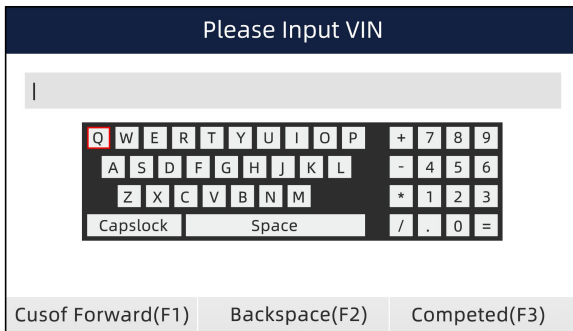 Please Input VIN
Q W E R T Y U I O P + 7 8 9
A S D F G H J K L - 4 5 6
Z X C V B N M * 1 2 3
Capslock Space / . 0 =
Cusof Forward(F1) Backspace(F2) Competed(F3)